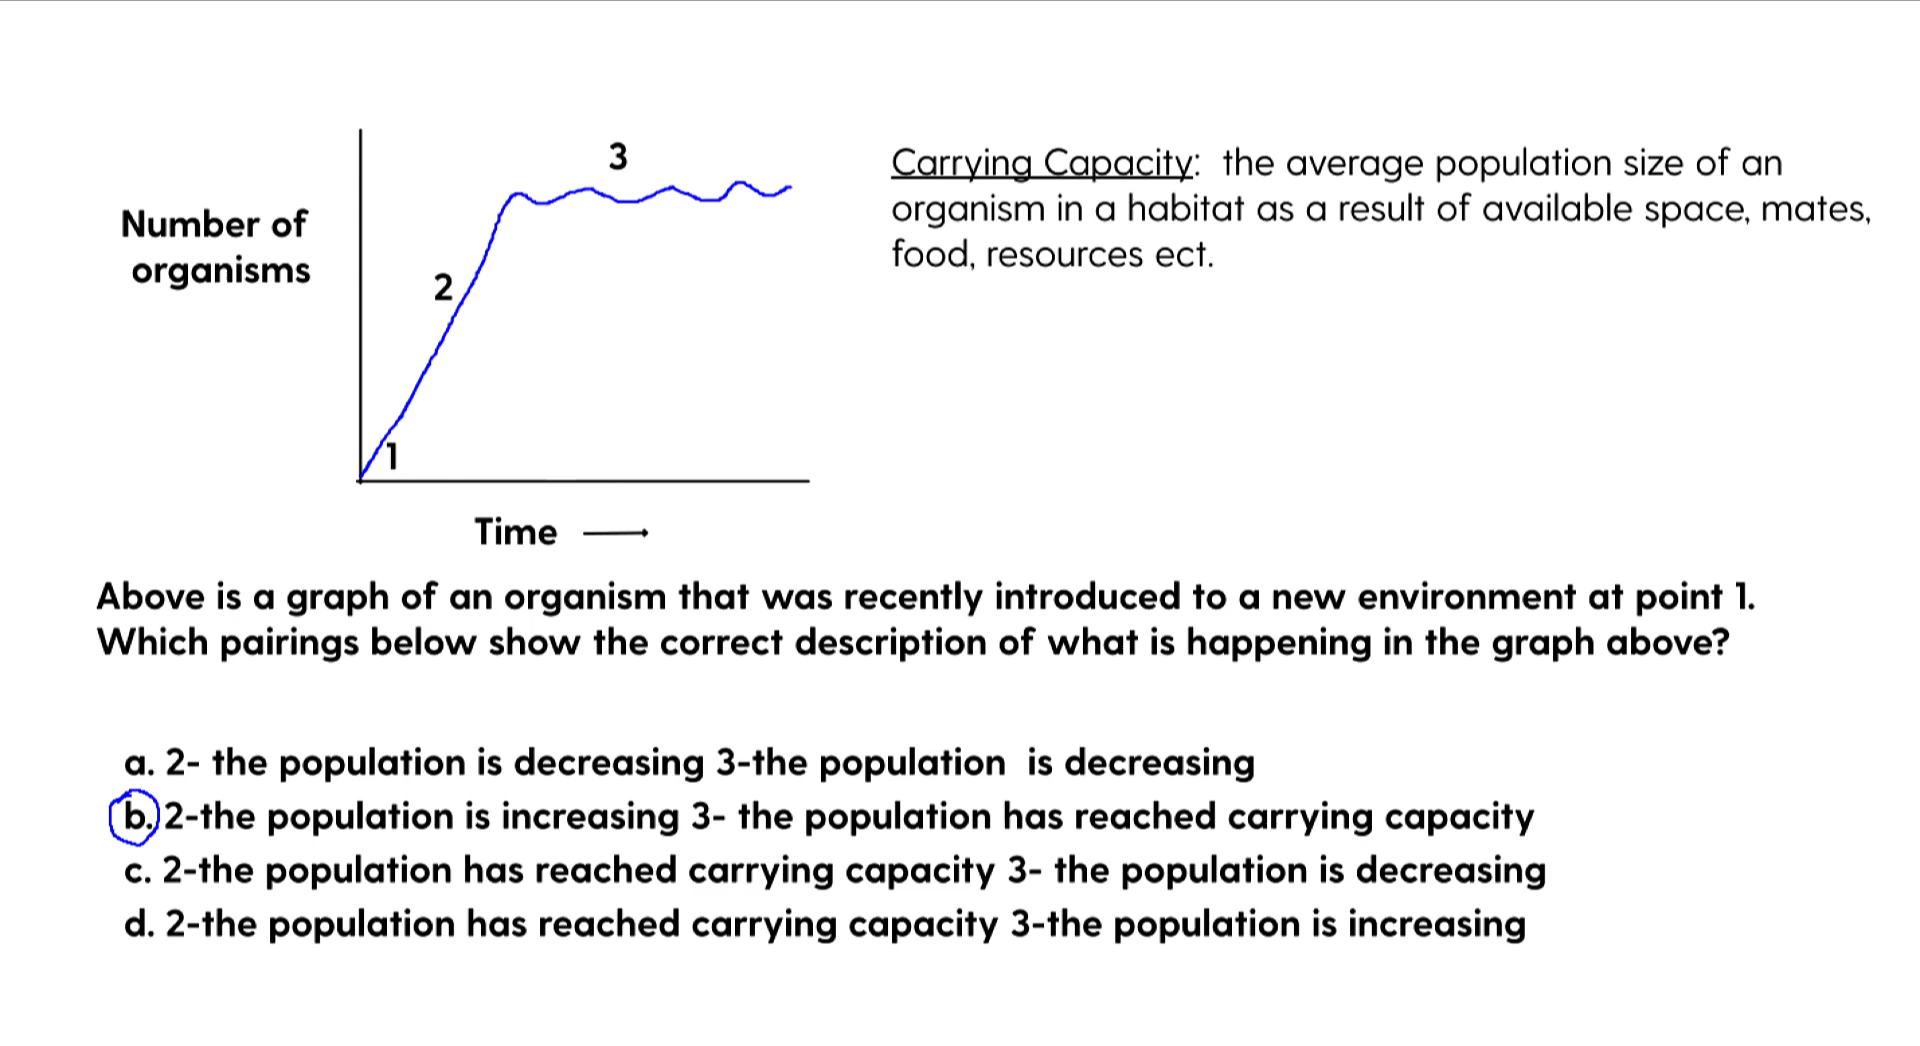 3
Carrying Capacity: the average population size of an
organism in a habitat as a result of available space, mates,
food, resources ect.
Number of
organisms
2
1
Time
Above is a graph of an organism that was recently introduced to a new environment at point 1.
Which pairings below show the correct description of what is happening in the graph above?
a. 2- the population is decreasing 3-the population is decreasing
b. 2-the population is increasing 3- the population has reached carrying capacity
c. 2-the population has reached carrying capacity 3- the population is decreasing
d. 2-the population has reached carrying capacity 3-the population is increasing